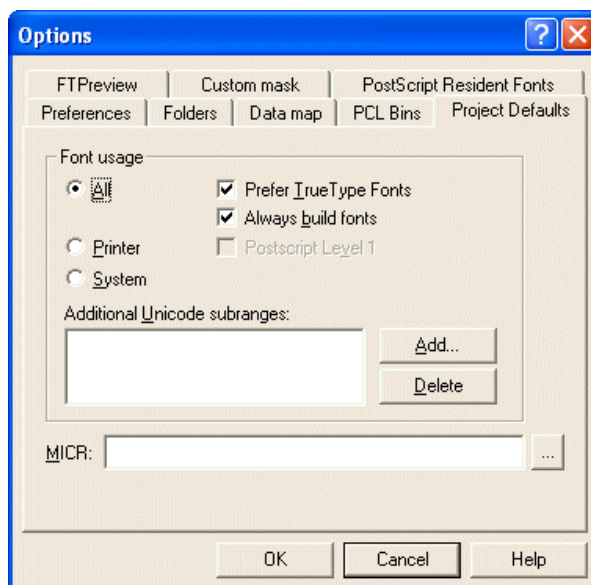 Options
FTPreview Custom mask PostScript Resident Fonts
Preferences Folders Data map PCL Bins Project Defaults
Font usage
All Prefer TrueType Fonts
Always build fonts
Printer Postscript Level 1
System
Additional Unicode subranges:
Add...
Delete
MICR: ...
OK Cancel Help